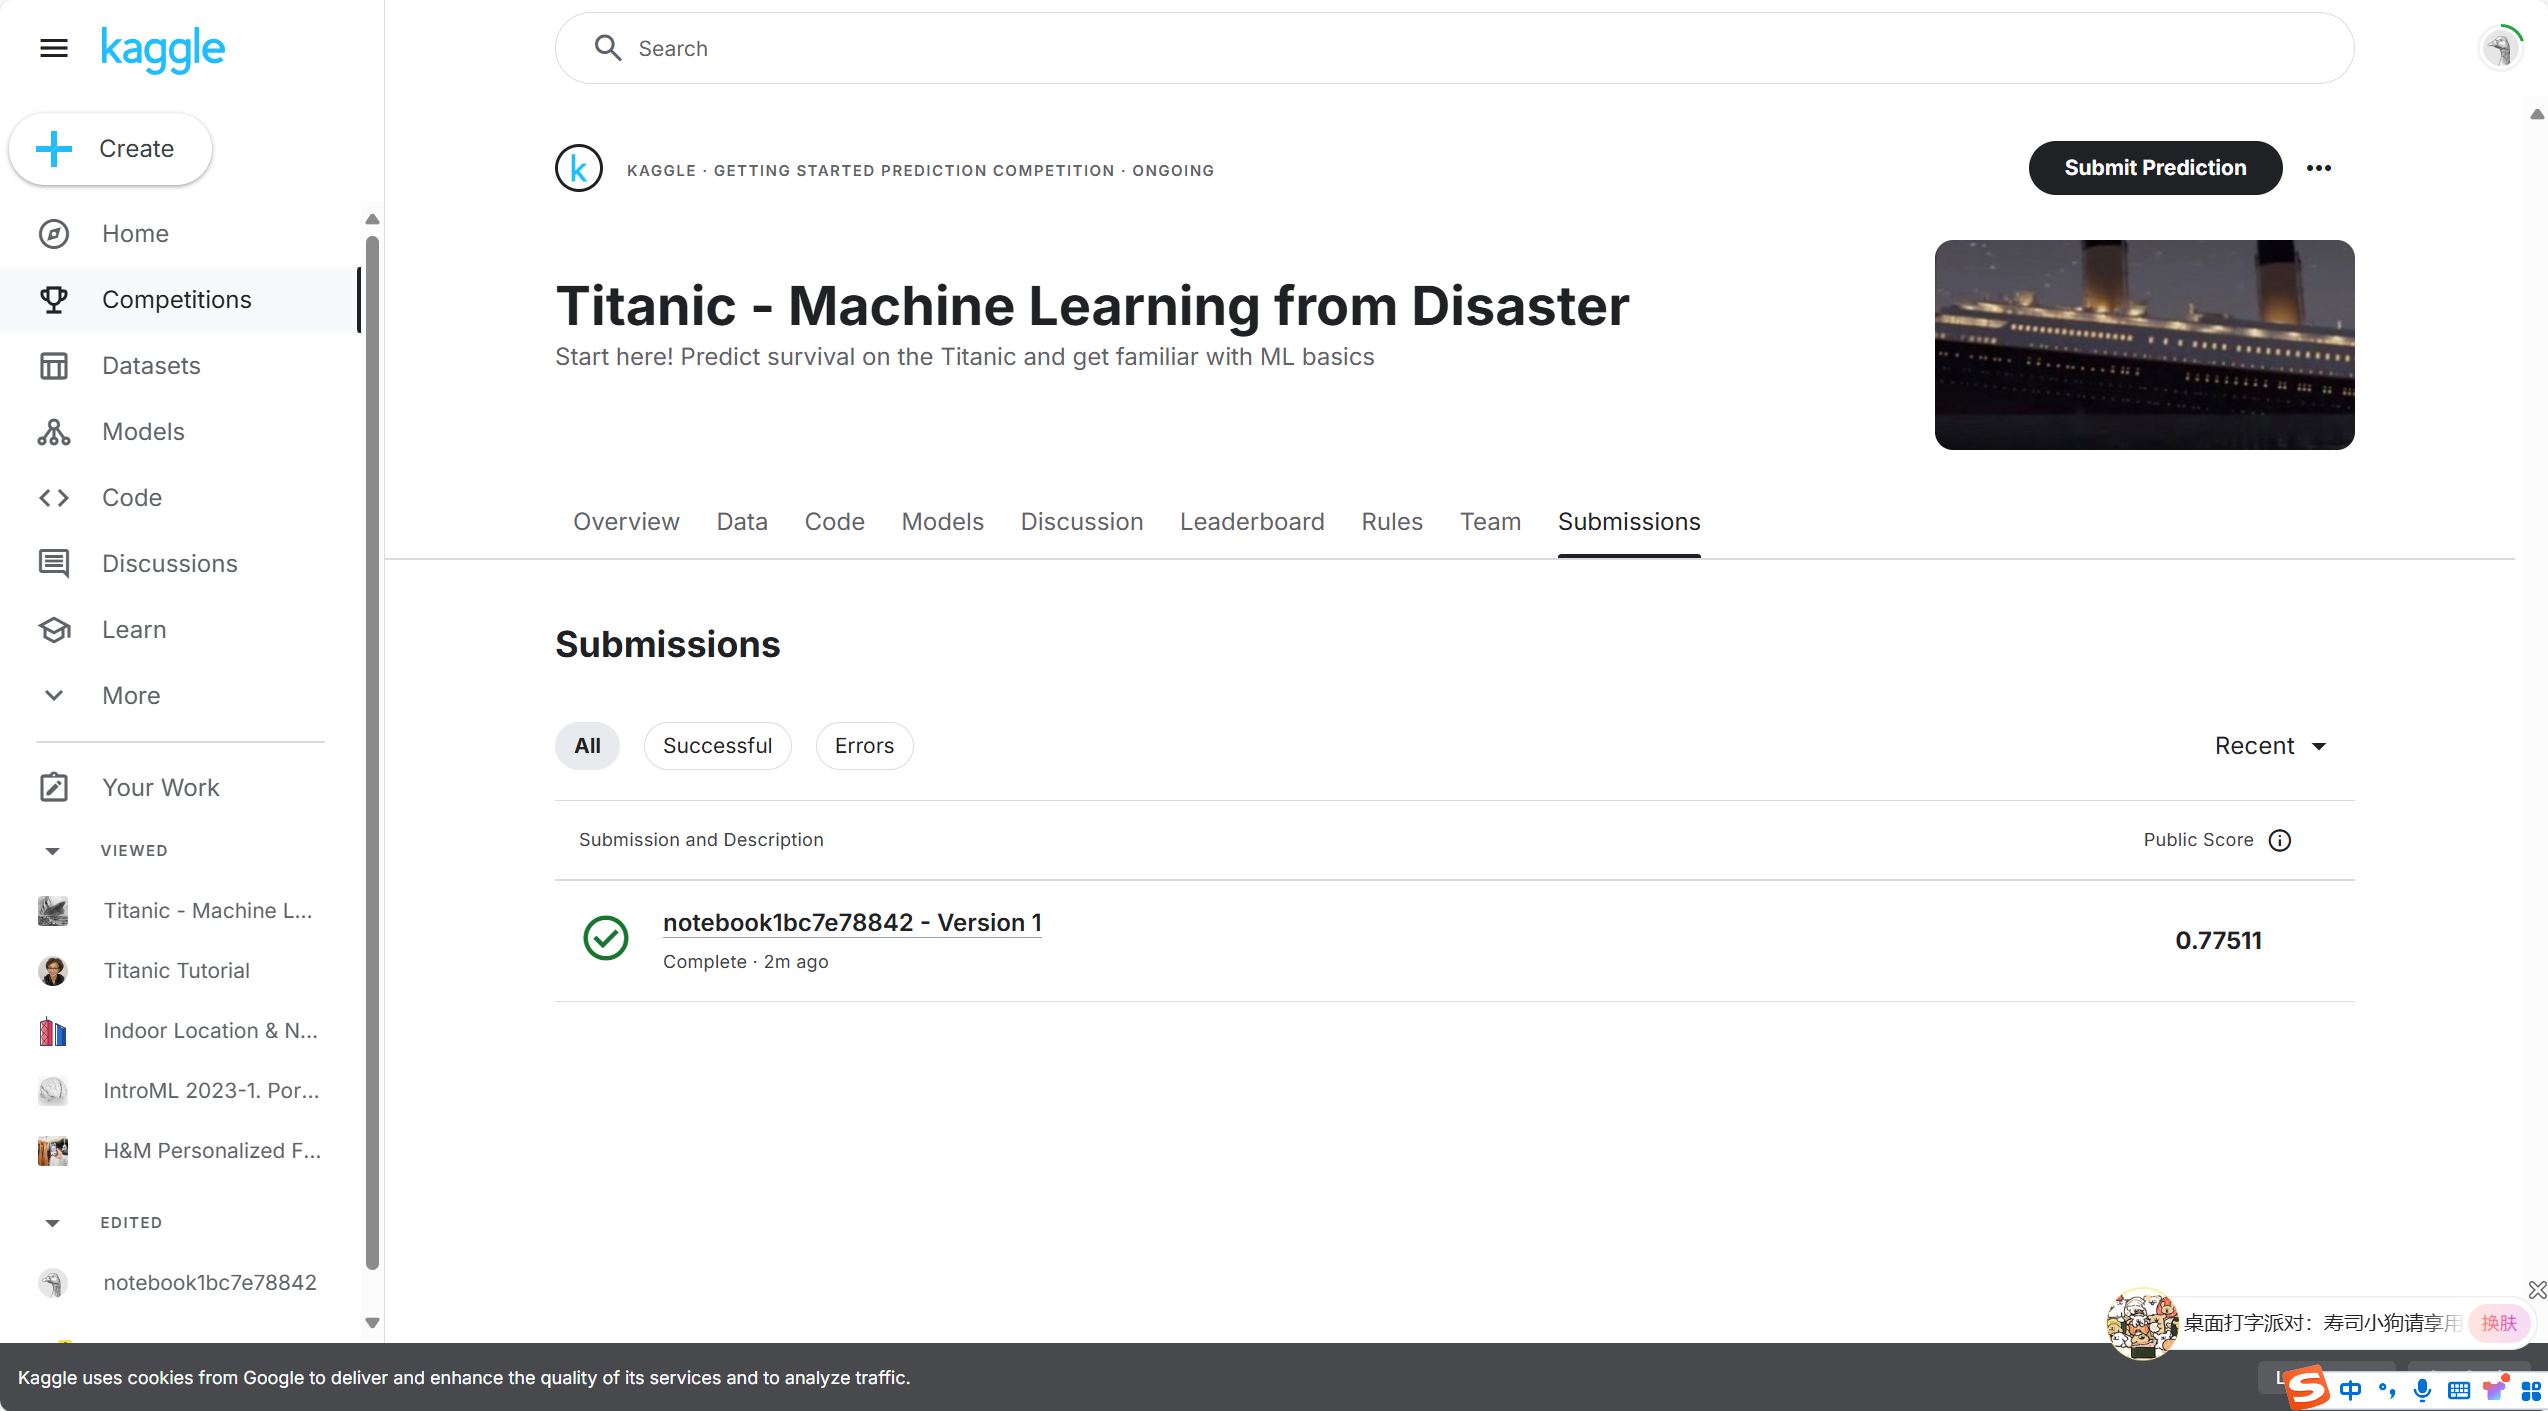 kaggle
Search
Create
Home
Competitions
Datasets
Models
Code
Discussions
Learn
More
Your Work
VIEWED
Titanic - Machine L...
Titanic Tutorial
Indoor Location & N...
IntroML 2023-1. Por...
H&M Personalized F...
EDITED
notebook1bc7e78842
k
KAGGLE · GETTING STARTED PREDICTION COMPETITION · ONGOING
Submit Prediction
Titanic - Machine Learning from Disaster
Start here! Predict survival on the Titanic and get familiar with ML basics
Overview Data Code Models Discussion Leaderboard Rules Team Submissions
Submissions
All Successful Errors
Recent
Submission and Description Public Score
notebook1bc7e78842 - Version 1
Complete · 2m ago
0.77511
桌面打字派对：寿司小狗请享用 换肤
Kaggle uses cookies from Google to deliver and enhance the quality of its services and to analyze traffic.
S 中